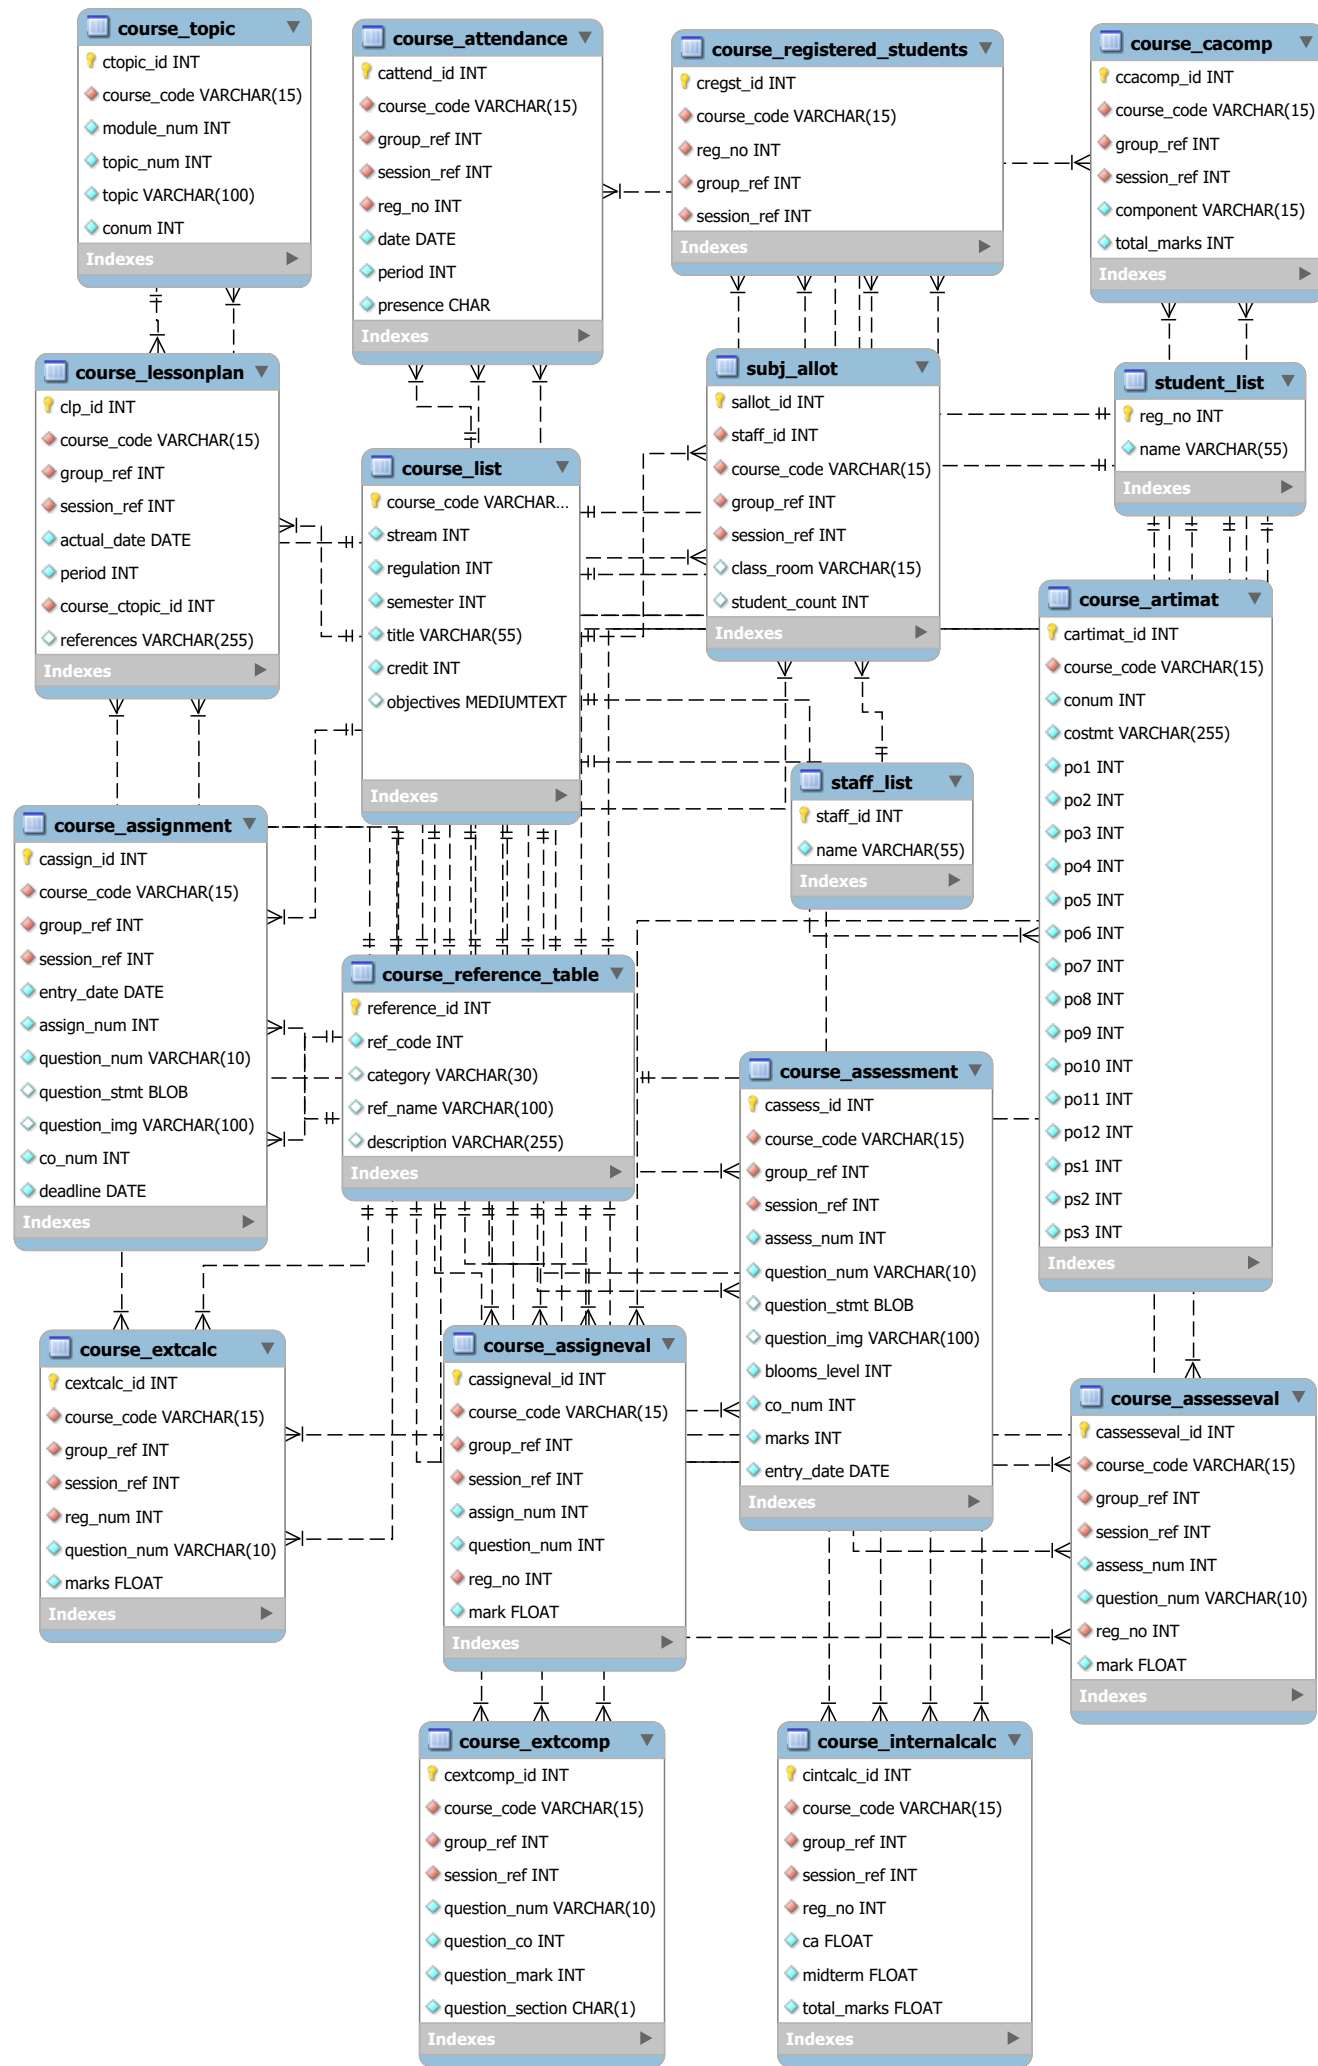 course_topic
ctopic_id INT
course_code VARCHAR(15)
module_num INT
topic_num INT
topic VARCHAR(100)
conum INT
Indexes
course_attendance
cattend_id INT
course_code VARCHAR(15)
group_ref INT
session_ref INT
reg_no INT
date DATE
period INT
presence CHAR
Indexes
course_registered_students
cregst_id INT
course_code VARCHAR(15)
reg_no INT
group_ref INT
session_ref INT
Indexes
course_cacomp
ccacomp_id INT
course_code VARCHAR(15)
group_ref INT
session_ref INT
component VARCHAR(15)
total_marks INT
Indexes
course_lessonplan
clp_id INT
course_code VARCHAR(15)
group_ref INT
session_ref INT
actual_date DATE
period INT
course_ctopic_id INT
references VARCHAR(255)
Indexes
course_list
course_code VARCHAR...
stream INT
regulation INT
semester INT
title VARCHAR(55)
credit INT
objectives MEDIUMTEXT
Indexes
subj_allot
sallot_id INT
staff_id INT
course_code VARCHAR(15)
group_ref INT
session_ref INT
class_room VARCHAR(15)
student_count INT
Indexes
student_list
reg_no INT
name VARCHAR(55)
Indexes
course_artimat
cartimat_id INT
course_code VARCHAR(15)
conum INT
costmt VARCHAR(255)
po1 INT
po2 INT
po3 INT
po4 INT
po5 INT
po6 INT
po7 INT
po8 INT
po9 INT
po10 INT
po11 INT
po12 INT
ps1 INT
ps2 INT
ps3 INT
Indexes
staff_list
staff_id INT
name VARCHAR(55)
Indexes
course_assignment
cassign_id INT
course_code VARCHAR(15)
group_ref INT
session_ref INT
entry_date DATE
assign_num INT
question_num VARCHAR(10)
question_stmt BLOB
question_img VARCHAR(100)
co_num INT
deadline DATE
Indexes
course_reference_table
reference_id INT
ref_code INT
category VARCHAR(30)
ref_name VARCHAR(100)
description VARCHAR(255)
Indexes
course_assessment
cassess_id INT
course_code VARCHAR(15)
group_ref INT
session_ref INT
assess_num INT
question_num VARCHAR(10)
question_stmt BLOB
question_img VARCHAR(100)
blooms_level INT
co_num INT
marks INT
entry_date DATE
Indexes
course_extcalc
cextcalc_id INT
course_code VARCHAR(15)
group_ref INT
session_ref INT
reg_num INT
question_num VARCHAR(10)
marks FLOAT
Indexes
course_assigneval
cassigneval_id INT
course_code VARCHAR(15)
group_ref INT
session_ref INT
assign_num INT
question_num INT
reg_no INT
mark FLOAT
Indexes
course_assesseval
cassesseval_id INT
course_code VARCHAR(15)
group_ref INT
session_ref INT
assess_num INT
question_num VARCHAR(10)
reg_no INT
mark FLOAT
Indexes
course_extcomp
cextcomp_id INT
course_code VARCHAR(15)
group_ref INT
session_ref INT
question_num VARCHAR(10)
question_co INT
question_mark INT
question_section CHAR(1)
Indexes
course_internalcalc
cintcalc_id INT
course_code VARCHAR(15)
group_ref INT
session_ref INT
reg_no INT
ca FLOAT
midterm FLOAT
total_marks FLOAT
Indexes